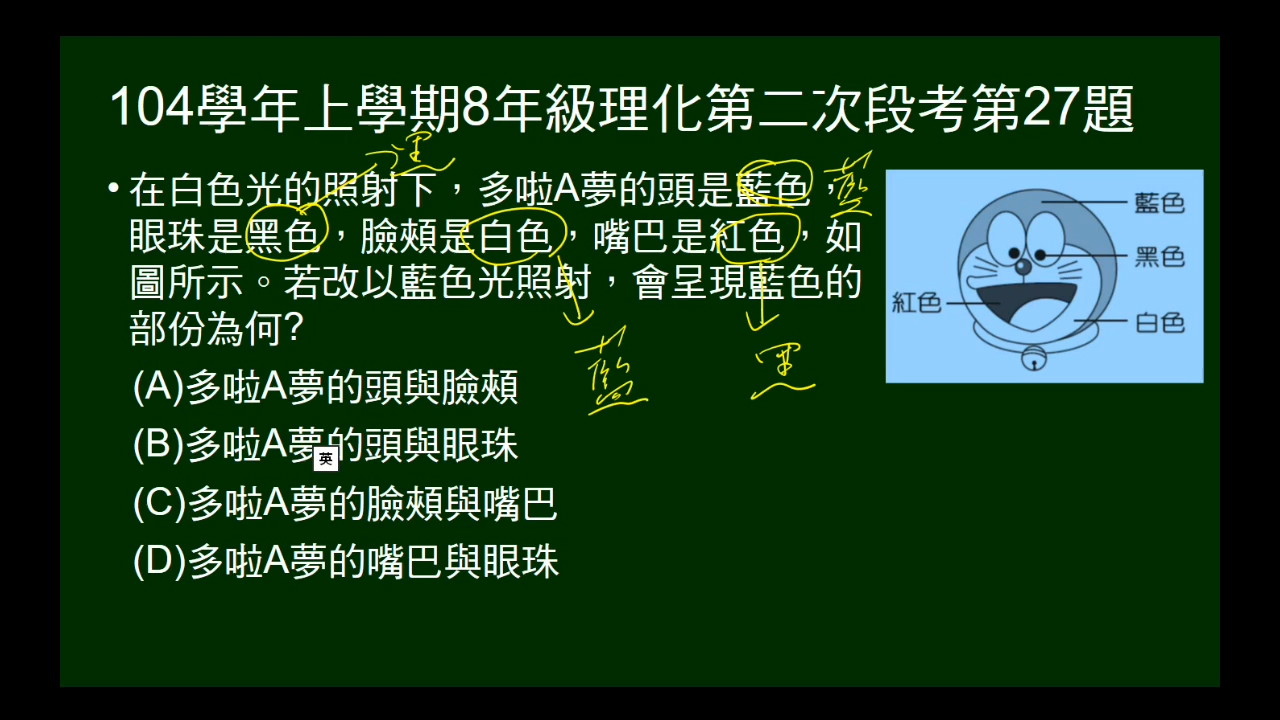 104學年上學期8年級理化第二次段考第27題
黑
•在白色光的照射下，多啦A夢的頭是藍色，
藍
眼珠是黑色，臉頰是白色，嘴巴是紅色，如
圖所示。若改以藍色光照射，會呈現藍色的
部份為何?
藍
黑
(A)多啦A夢的頭與臉頰
(B)多啦A夢的頭與眼珠
英
(C)多啦A夢的臉頰與嘴巴
(D)多啦A夢的嘴巴與眼珠
藍色
黑色
紅色
白色